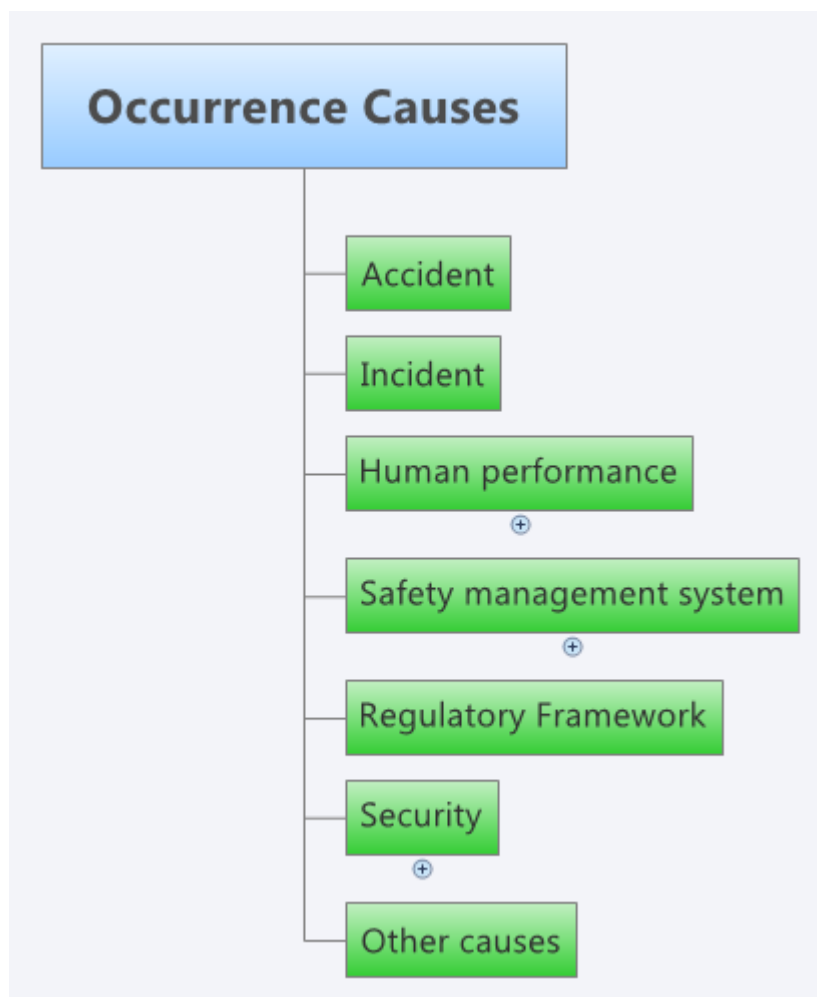 Occurrence Causes
Accident
Incident
Human performance
Safety management system
Regulatory Framework
Security
Other causes